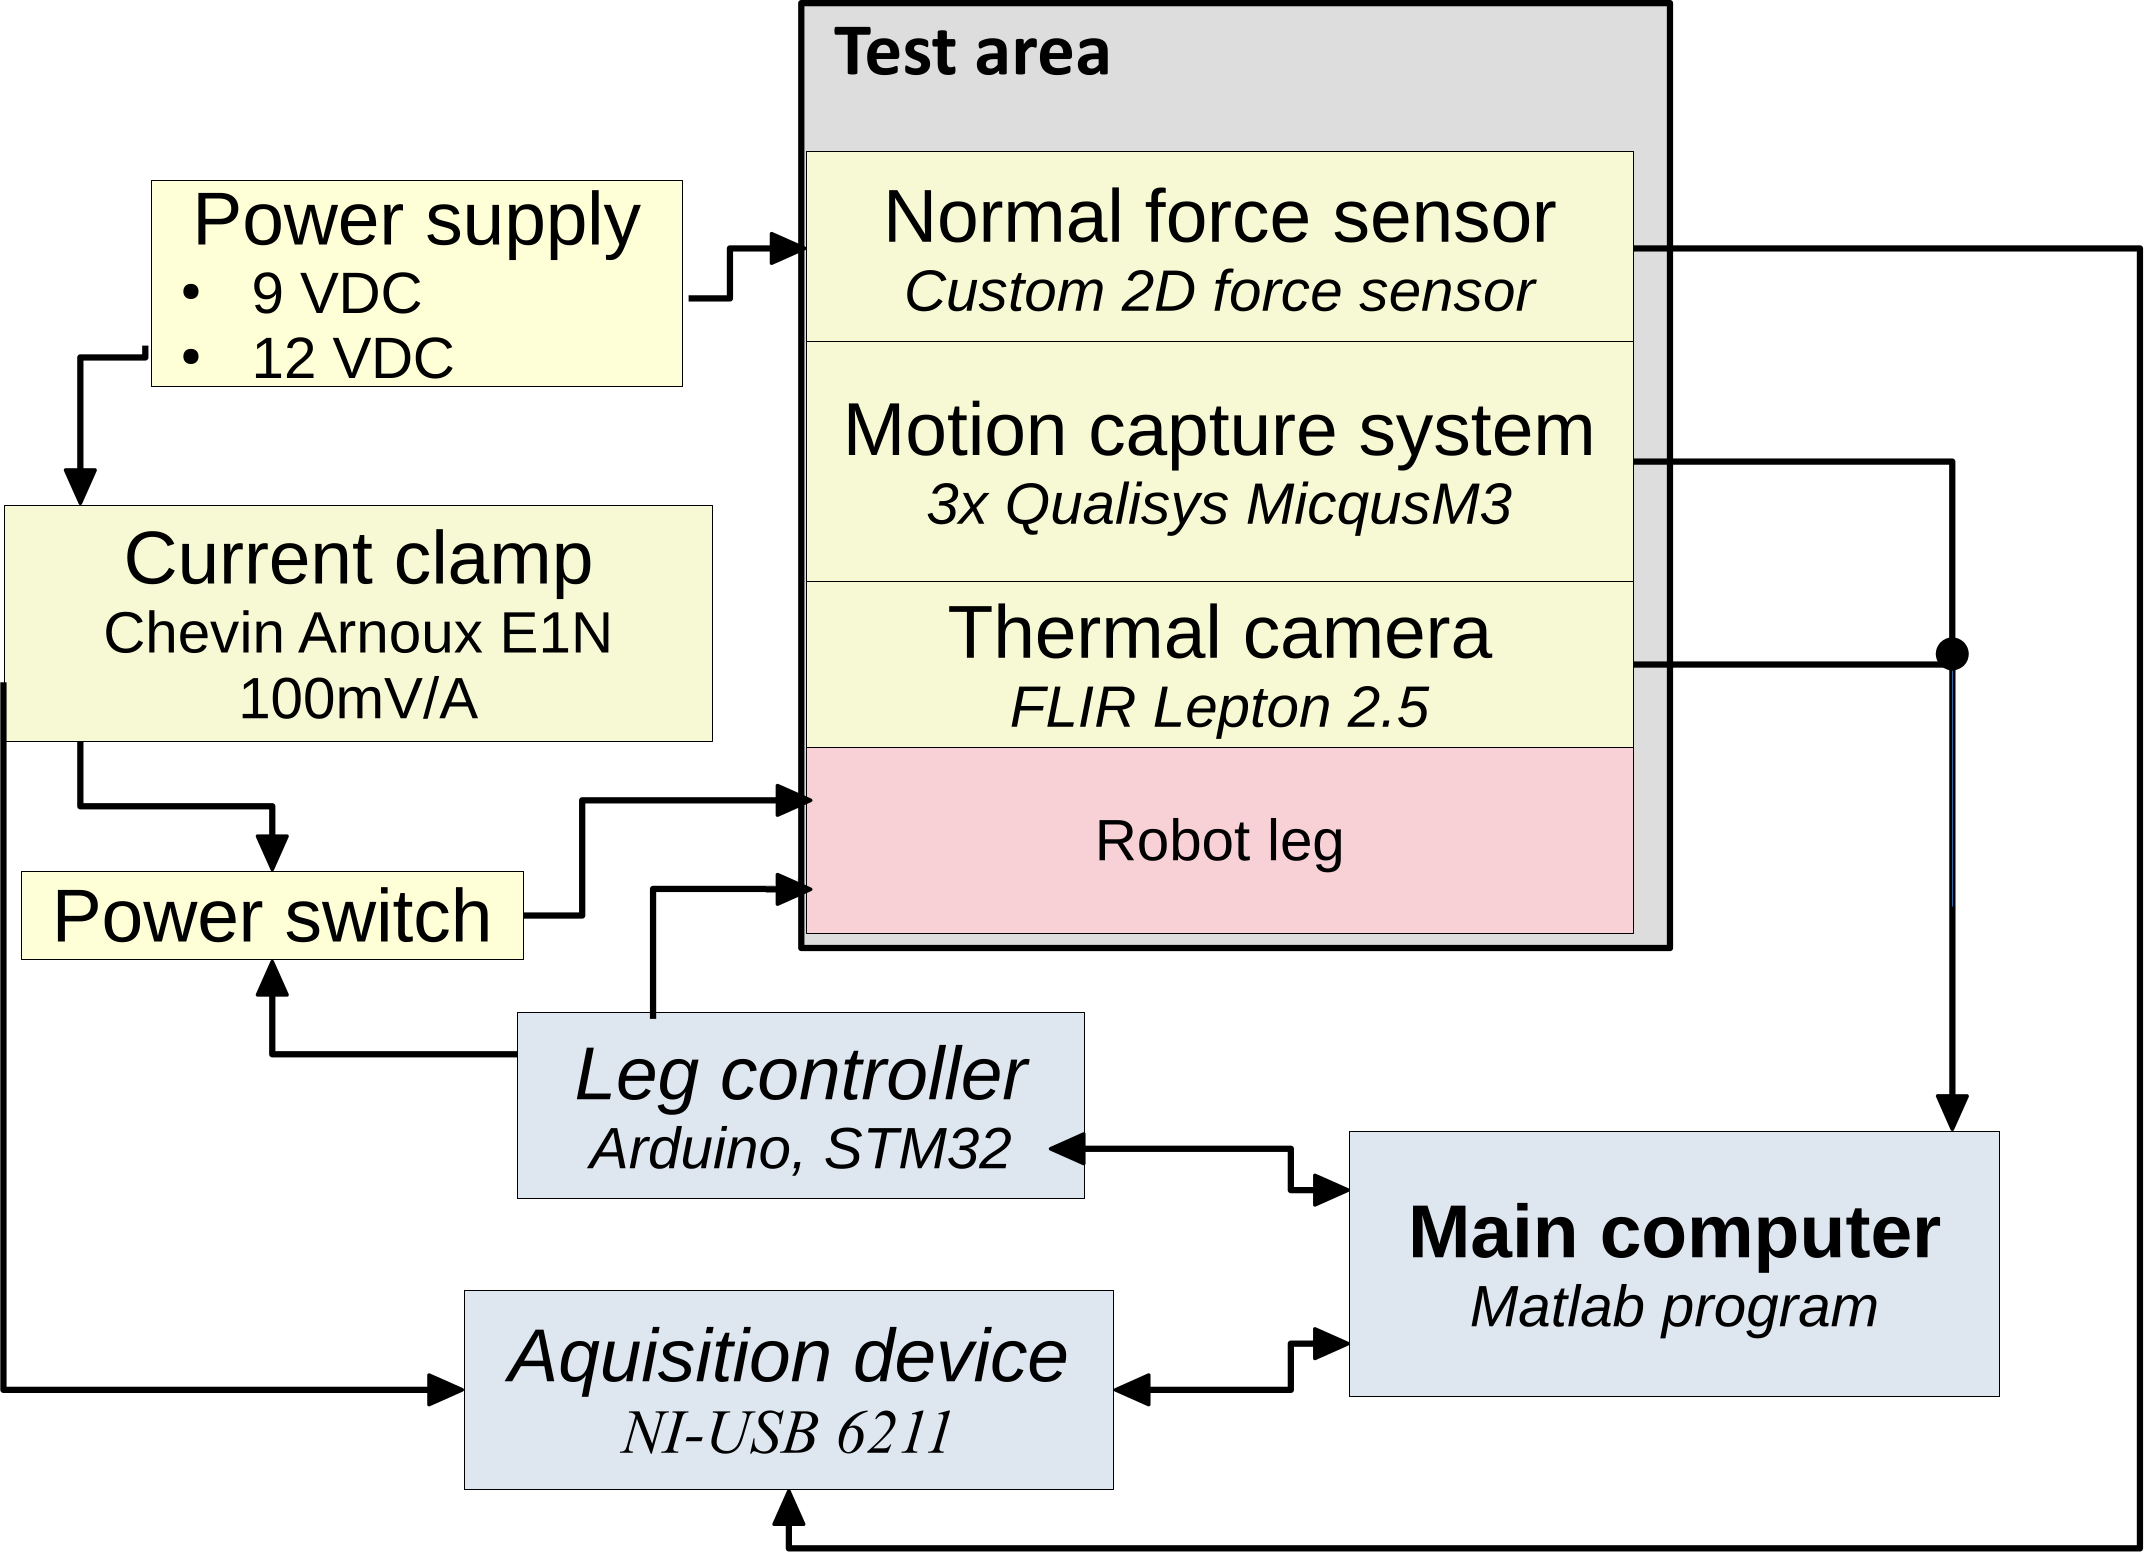 Test area
Power supply
• 9 VDC
• 12 VDC
Normal force sensor
Custom 2D force sensor
Motion capture system
3x Qualisys MicqusM3
Thermal camera
FLIR Lepton 2.5
Robot leg
Current clamp
Chevin Arnoux E1N
100mV/A
Power switch
Leg controller
Arduino, STM32
Main computer
Matlab program
Aquisition device
NI-USB 6211